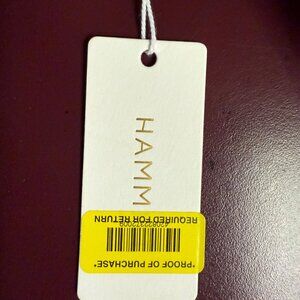 HAMM
"PROOF OF PURCHASE"
REQUIRED FOR RETURN